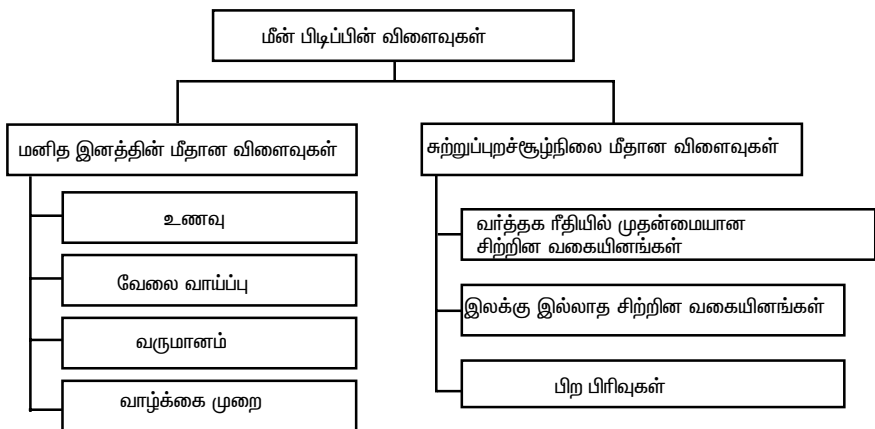 மீன் பிடிப்பின் விளைவுகள்
மனித இனத்தின் மீதான விளைவுகள்
உணவு
வேலை வாய்ப்பு
வருமானம்
வாழ்க்கை முறை
சுற்றுப்புறச்சூழ்நிலை மீதான விளைவுகள்
வர்த்தக ரீதியில் முதன்மையான
சிற்றின வகையினங்கள்
இலக்கு இல்லாத சிற்றின வகையினங்கள்
பிற பிரிவுகள்